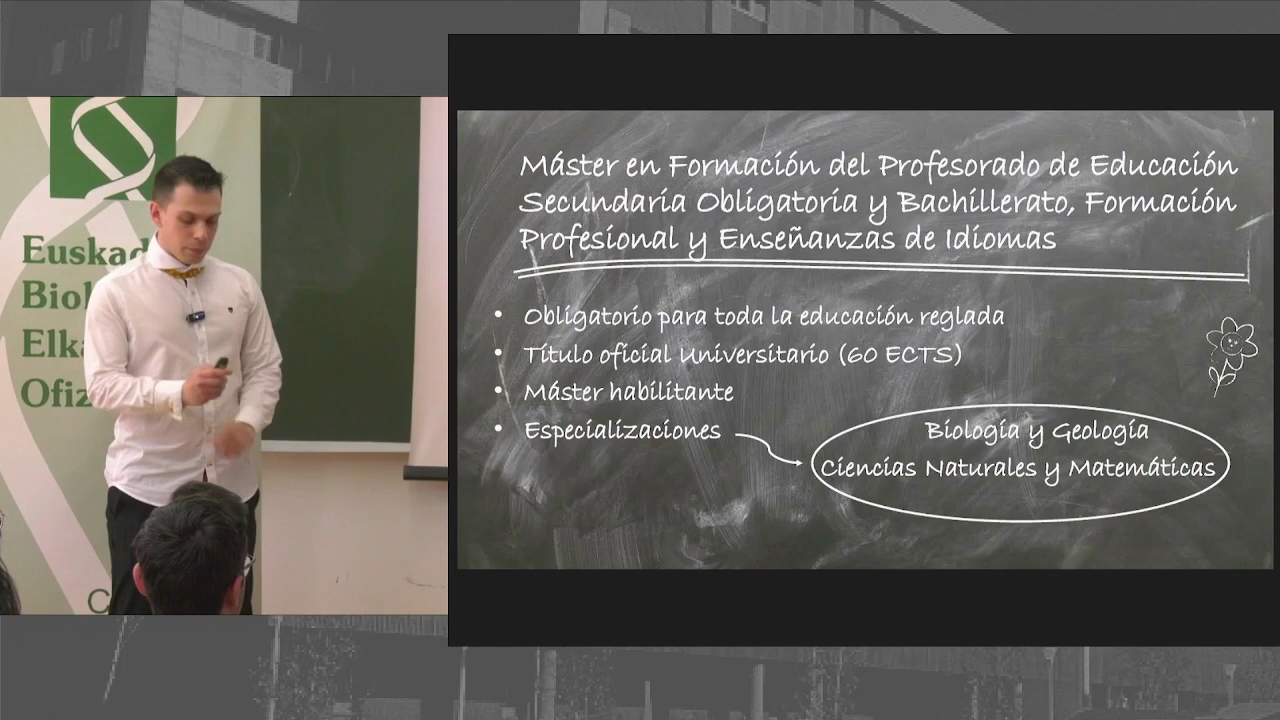 Euskad
Biol
Elka
Ofiz
C
Máster en Formación del Profesorado de Educación
Secundaria Obligatoria y Bachillerato, Formación
Profesional y Enseñanzas de Idiomas
• Obligatorio para toda la educación reglada
• Título oficial Universitario (60 ECTS)
• Máster habilitante
• Especializaciones
Biología y Geología
Ciencias Naturales y Matemáticas